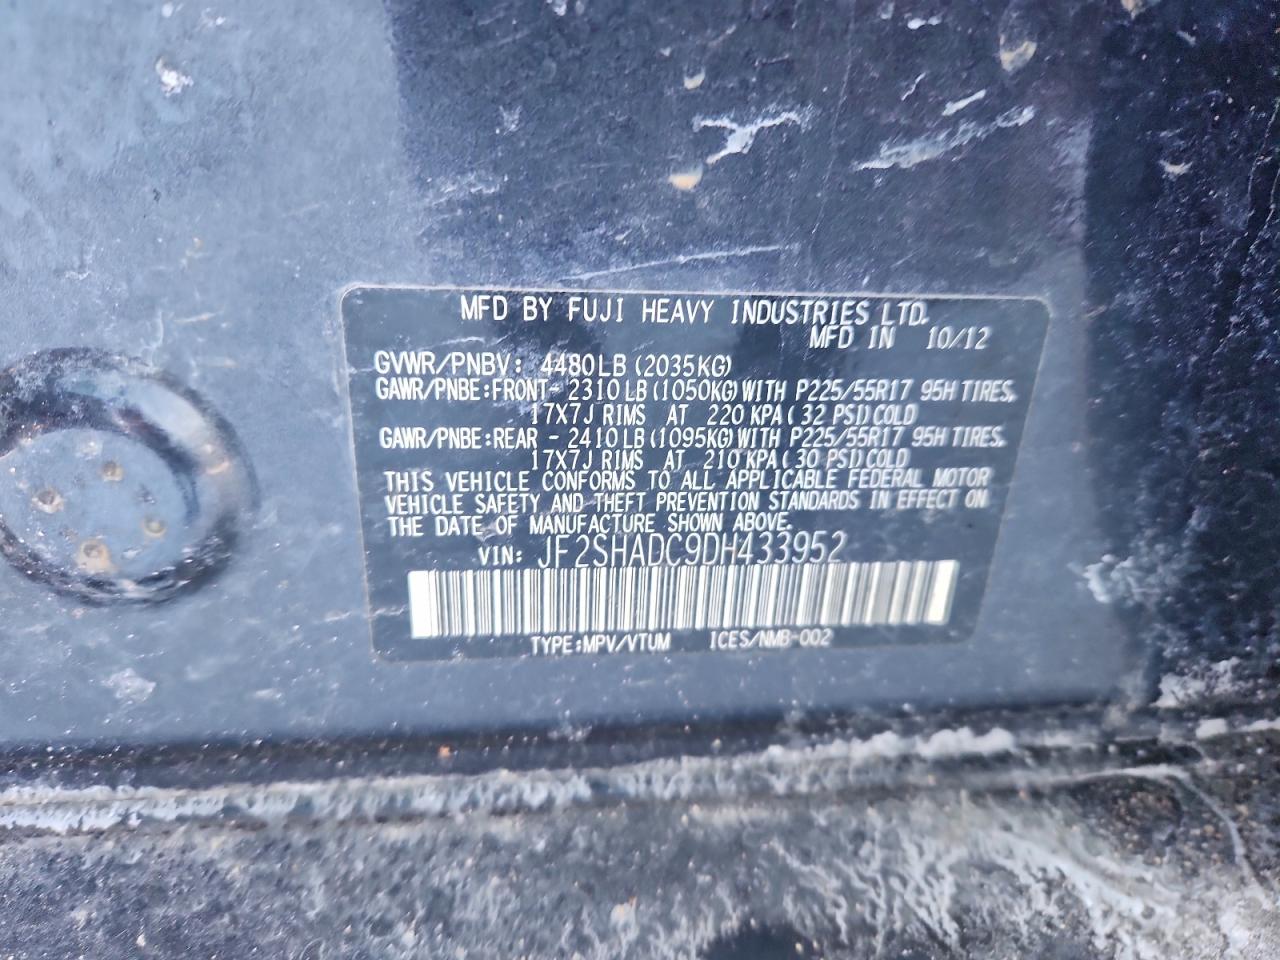 MFD BY FUJI HEAVY INDUSTRIES LTD.
MFD IN 10/12
GVWR/PNBV: 4480LB (2035KG)
GAWR/PNBE:FRONT- 2310LB (1050KG) WITH P225/55R17 95H TIRES,
17X7J RIMS AT 220 KPA (32 PSI) COLD
GAWR/PNBE:REAR - 2410LB (1095KG) WITH P225/55R17 95H TIRES,
17X7J RIMS AT 210 KPA (30 PSI) COLD
THIS VEHICLE CONFORMS TO ALL APPLICABLE FEDERAL MOTOR
VEHICLE SAFETY AND THEFT PREVENTION STANDARDS IN EFFECT ON
THE DATE OF MANUFACTURE SHOWN ABOVE.
VIN: JF2SHADC9DH433952
TYPE:MPV/VTUM ICES/NMB-002